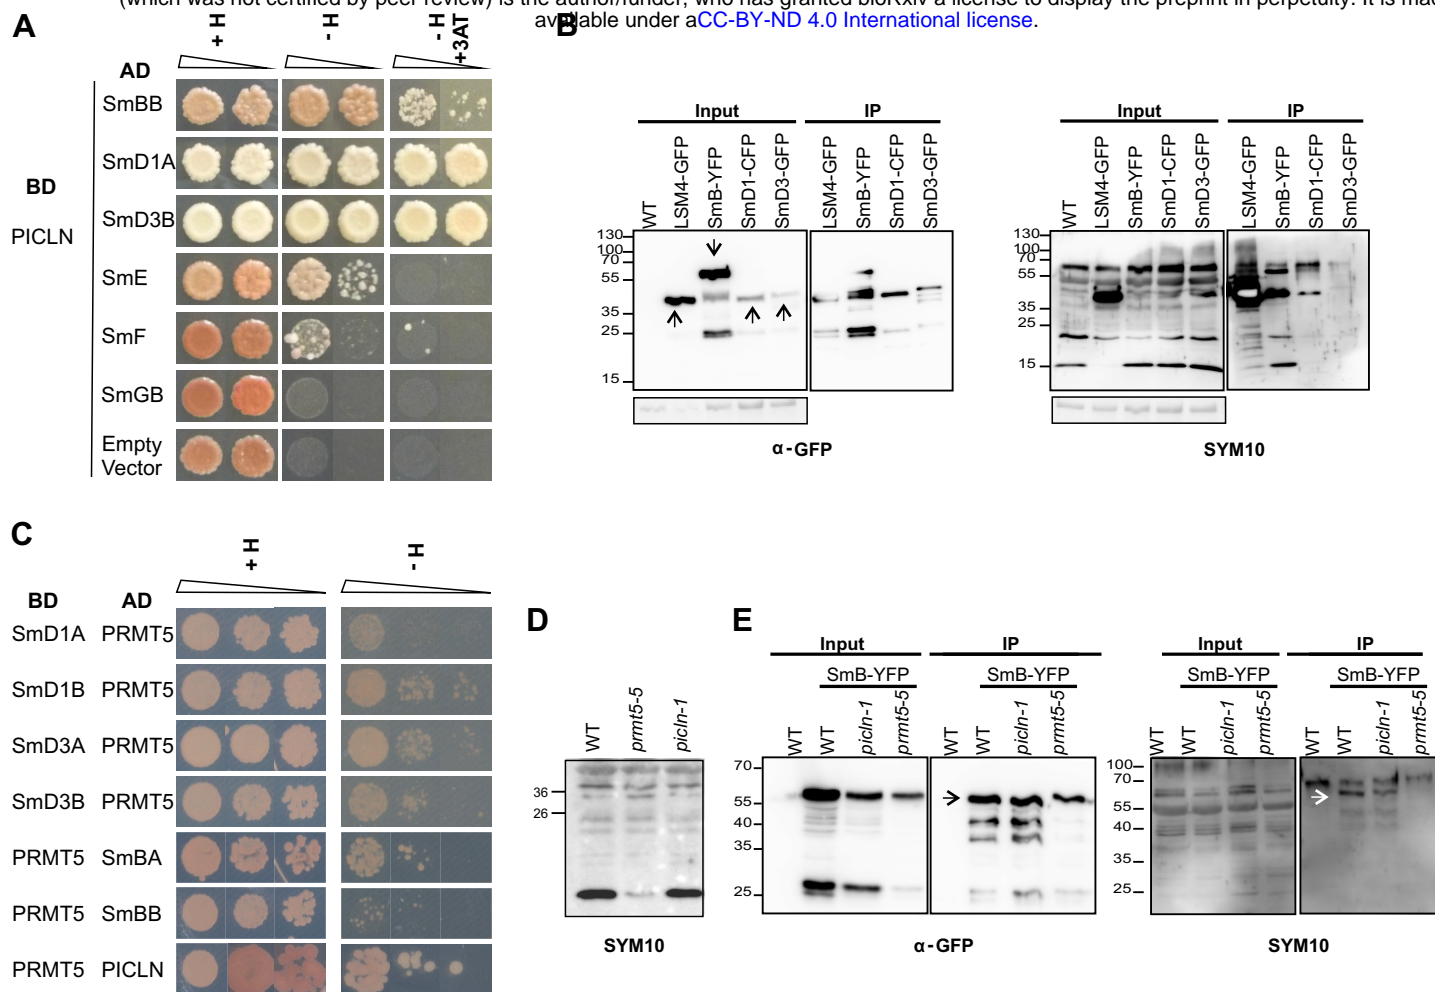 (which was not certified by peer review) is the author/funder, who has granted bioRxiv a license to display the preprint in perpetuity. It is
available under aCC-BY-ND 4.0 International license.
A
+ H
- H
- H
+3AT
AD
BD
PICLN
SmBB
SmD1A
SmD3B
SmE
SmF
SmGB
Empty
Vector
B
Input
IP
WT
LSM4-GFP
SmB-YFP
SmD1-CFP
SmD3-GFP
LSM4-GFP
SmB-YFP
SmD1-CFP
SmD3-GFP
130
100
70
55
35
25
15
α-GFP
Input
IP
WT
LSM4-GFP
SmB-YFP
SmD1-CFP
SmD3-GFP
LSM4-GFP
SmB-YFP
SmD1-CFP
SmD3-GFP
130
100
70
55
35
25
15
SYM10
C
+ H
- H
BD AD
SmD1A PRMT5
SmD1B PRMT5
SmD3A PRMT5
SmD3B PRMT5
PRMT5 SmBA
PRMT5 SmBB
PRMT5 PICLN
D
WT
prmt5-5
picln-1
36
26
SYM10
E
Input
IP
SmB-YFP
SmB-YFP
WT
WT
picln-1
prmt5-5
WT
WT
picln-1
prmt5-5
70
55
40
35
25
α-GFP
Input
IP
SmB-YFP
SmB-YFP
WT
WT
picln-1
prmt5-5
WT
WT
picln-1
prmt5-5
100
70
55
40
35
25
SYM10